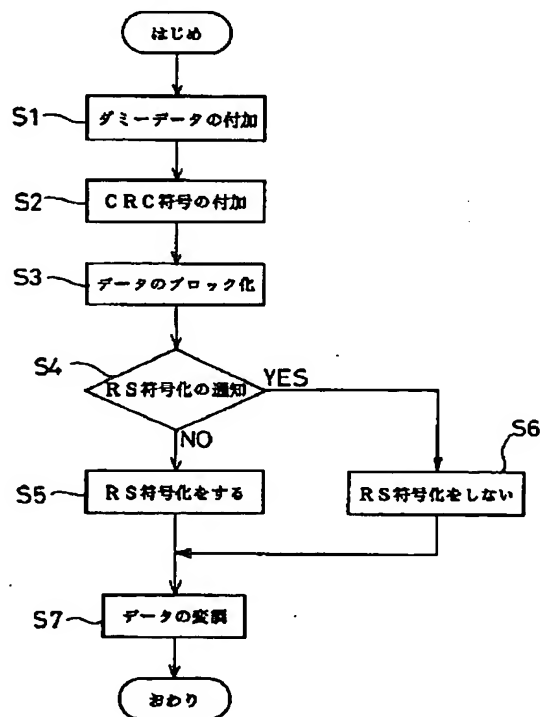 はじめ
S1
ダミーデータの付加
S2
CRC符号の付加
S3
データのブロック化
S4
RS符号化の通知
YES
NO
S5
RS符号化をする
S6
RS符号化をしない
S7
データの変調
おわり